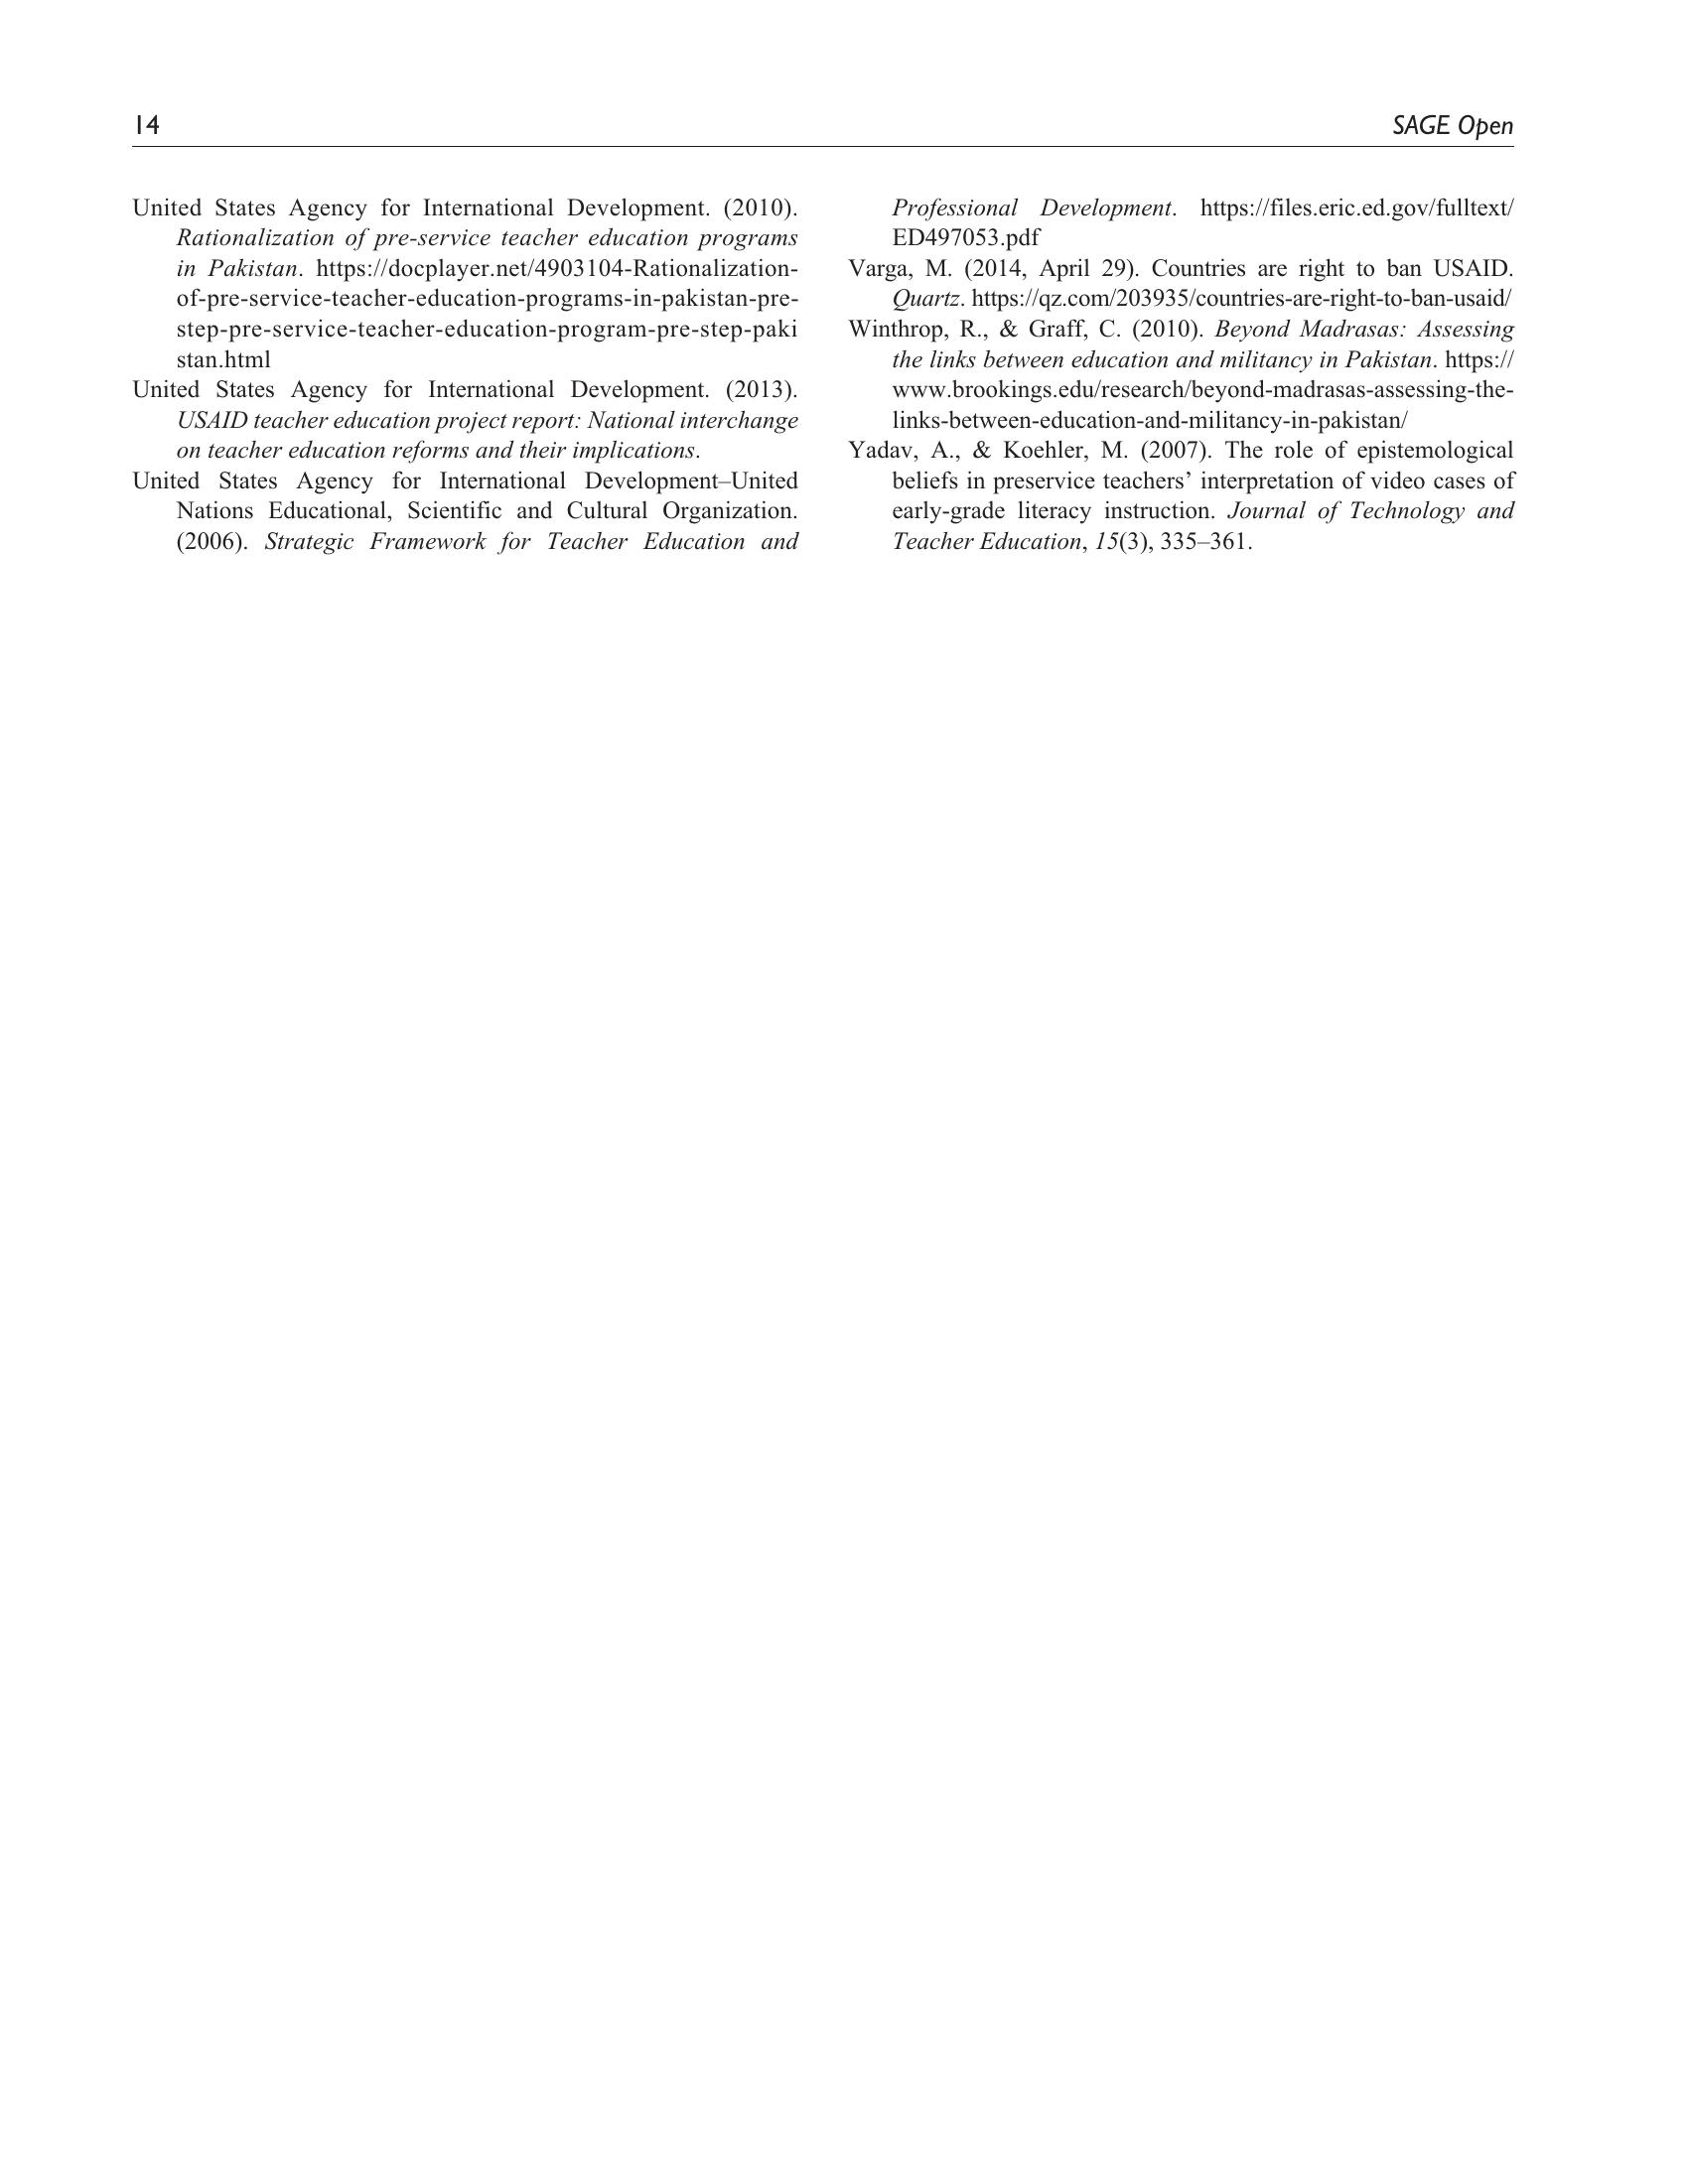 14
SAGE Open
United States Agency for International Development. (2010).
Rationalization of pre-service teacher education programs
in Pakistan. https://docplayer.net/4903104-Rationalization-
of-pre-service-teacher-education-programs-in-pakistan-pre-
step-pre-service-teacher-education-program-pre-step-paki
stan.html
United States Agency for International Development. (2013).
USAID teacher education project report: National interchange
on teacher education reforms and their implications.
United States Agency for International Development–United
Nations Educational, Scientific and Cultural Organization.
(2006). Strategic Framework for Teacher Education and
Professional Development. https://files.eric.ed.gov/fulltext/
ED497053.pdf
Varga, M. (2014, April 29). Countries are right to ban USAID.
Quartz. https://qz.com/203935/countries-are-right-to-ban-usaid/
Winthrop, R., & Graff, C. (2010). Beyond Madrasas: Assessing
the links between education and militancy in Pakistan. https://
www.brookings.edu/research/beyond-madrasas-assessing-the-
links-between-education-and-militancy-in-pakistan/
Yadav, A., & Koehler, M. (2007). The role of epistemological
beliefs in preservice teachers’ interpretation of video cases of
early-grade literacy instruction. Journal of Technology and
Teacher Education, 15(3), 335–361.